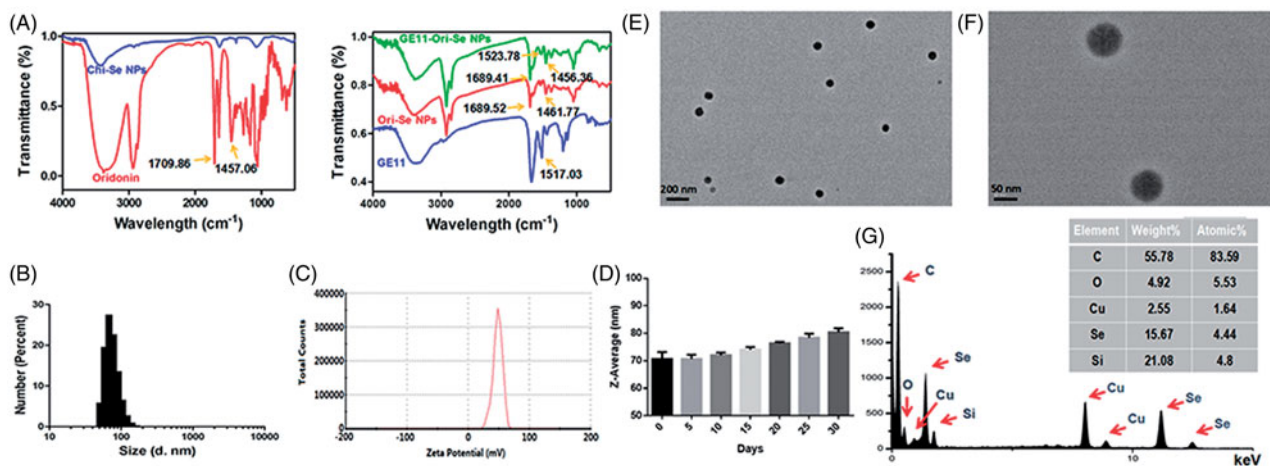 (A)
Transmittance (%)
1.0
0.5
0.0
Chi-Se NPs
1709.86
1457.06
Oridonin
4000
3000
2000
1000
Wavelength (cm-1)
Transmittance (%)
1.0
0.8
0.6
0.4
GE11-Ori-Se NPs
1523.78
1456.36
1689.41
1689.52
1461.77
Ori-Se NPs
GE11
1517.03
4000
3000
2000
1000
Wavelength (cm-1)
(E)
200 nm
(F)
50 nm
(B)
Number (Percent)
30
20
10
0
10
100
1000
10000
Size (d. nm)
(C)
Total Counts
400000
300000
200000
100000
0
-200
-100
0
100
200
Zeta Potential (mV)
(D)
Z-Average (nm)
90
80
70
60
50
0
5
10
15
20
25
30
Days
(G)
Element Weight% Atomic%
C 55.78 83.59
O 4.92 5.53
Cu 2.55 1.64
Se 15.67 4.44
Si 21.08 4.8
2500
2000
1500
1000
500
0
C
O
Cu
Se
Si
Cu
Cu
Se
Se
10
keV